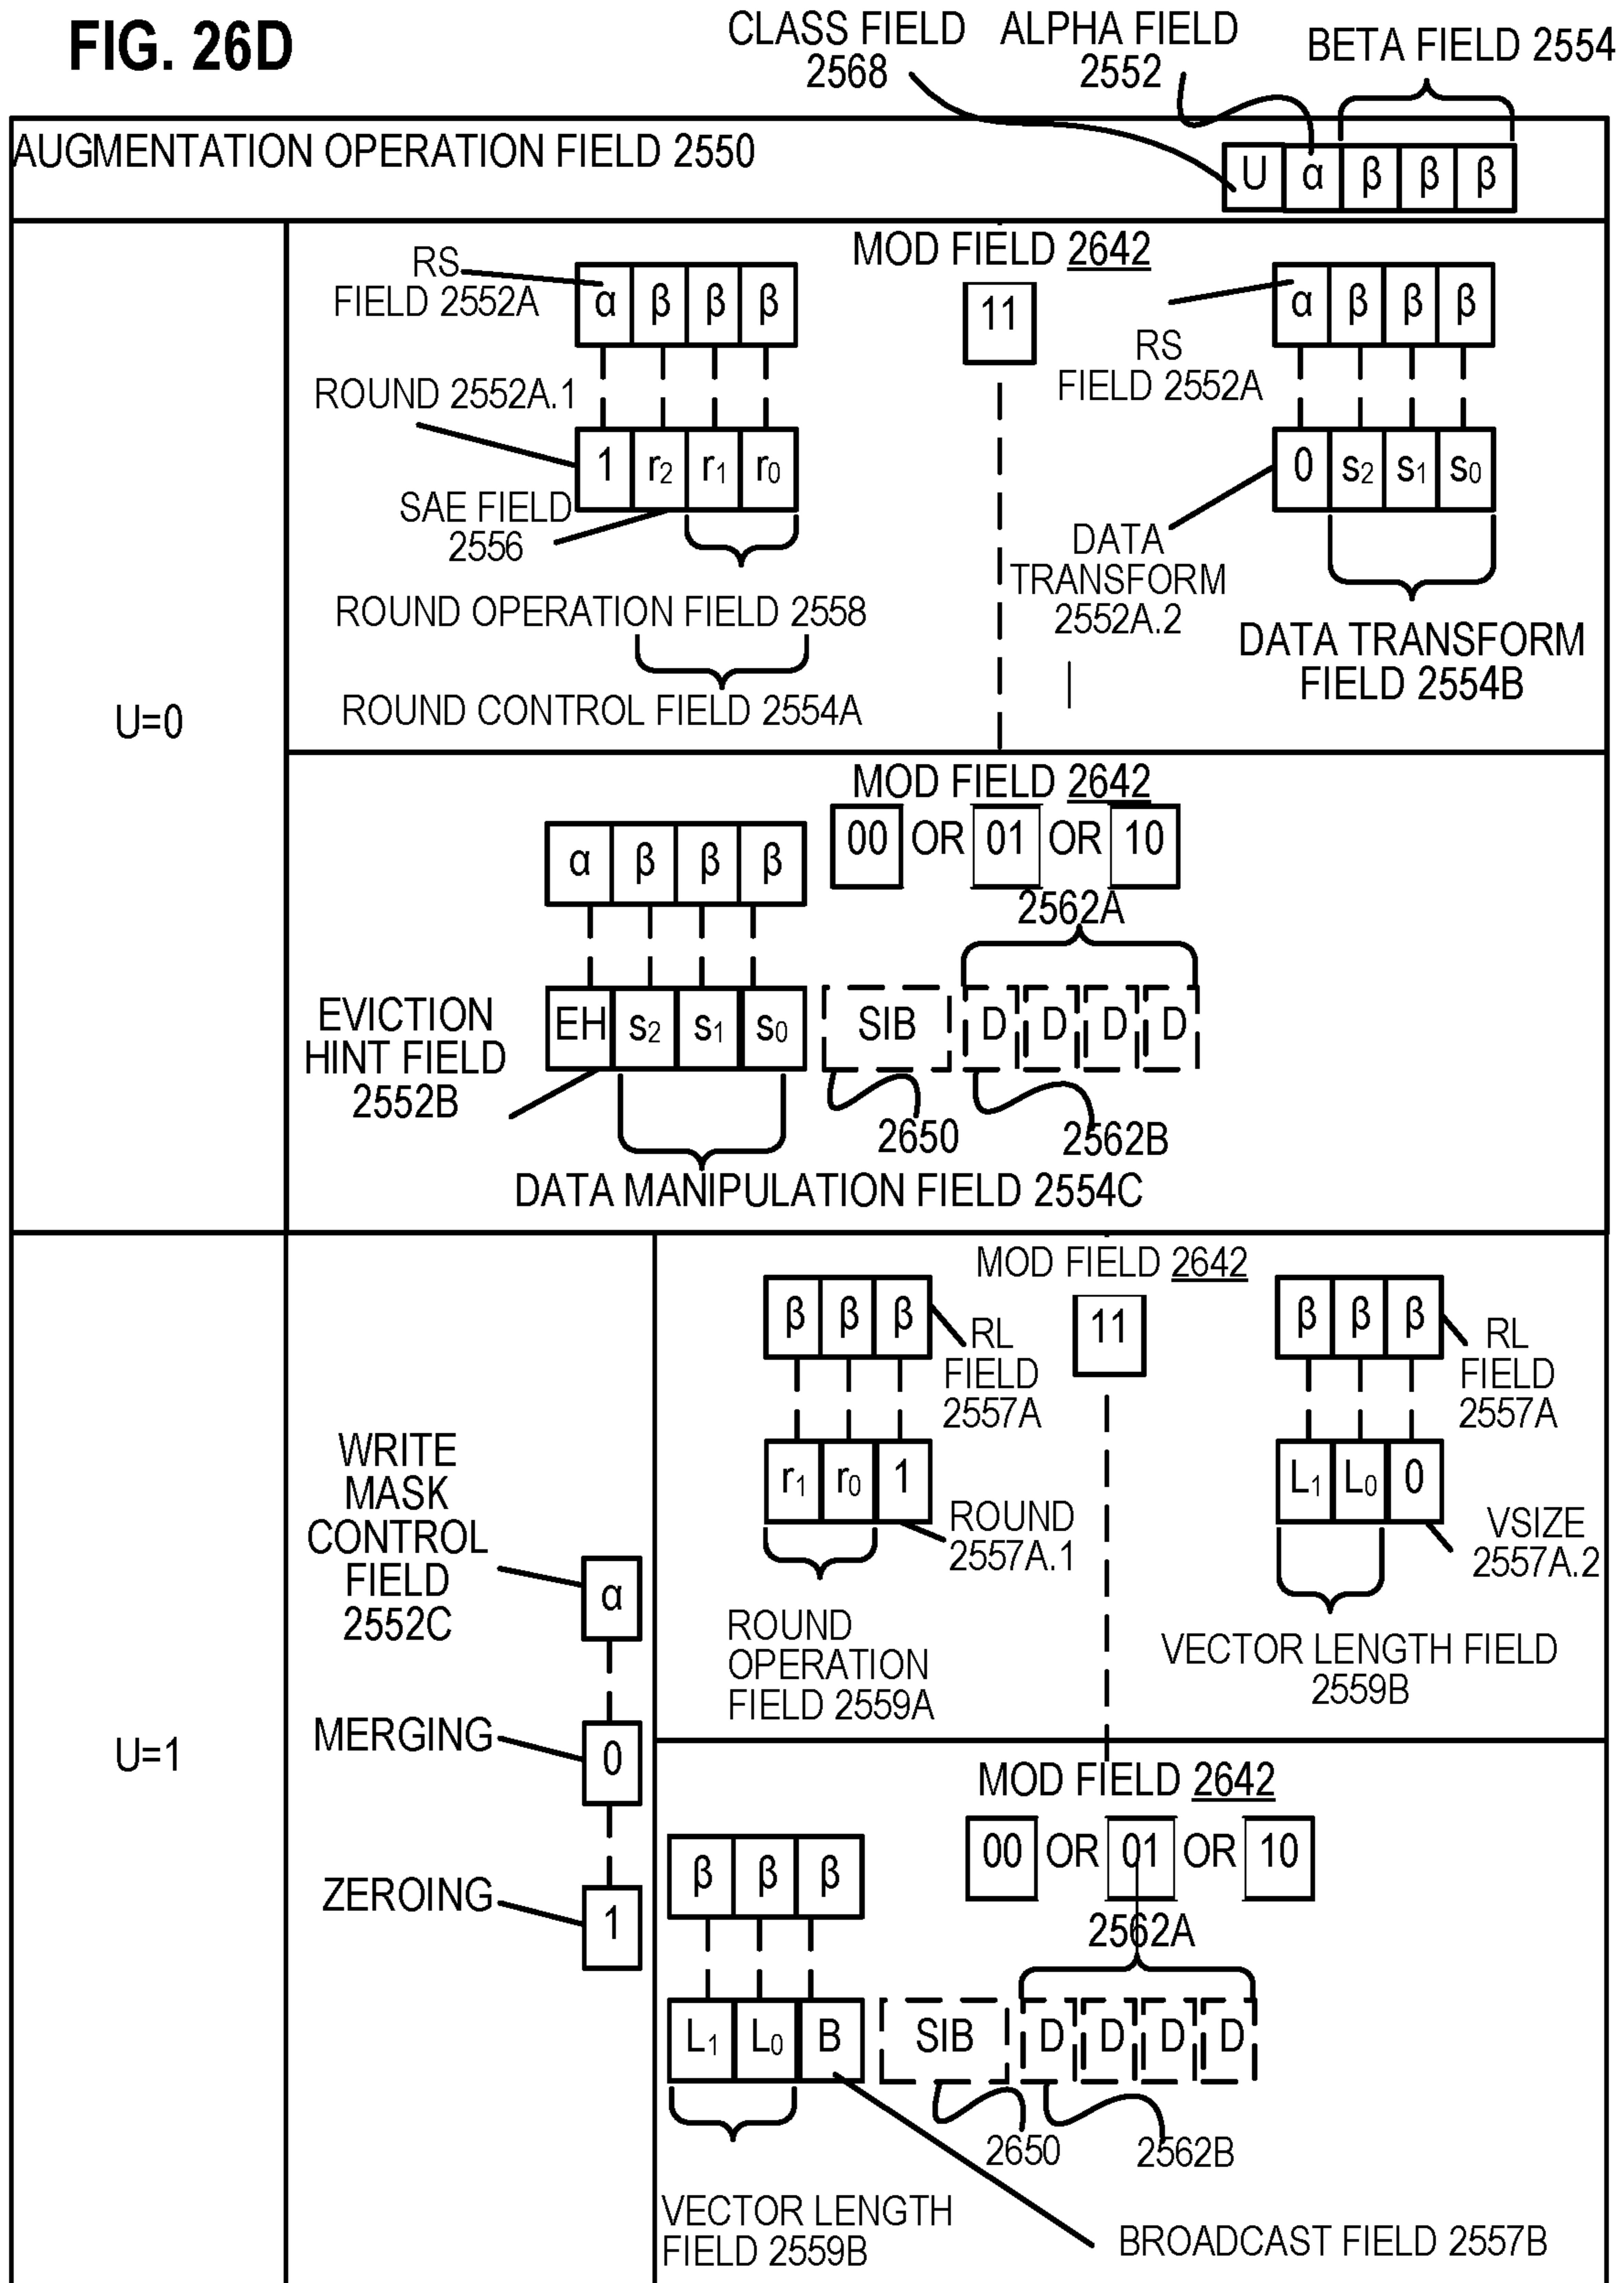 FIG. 26D
CLASS FIELD
2568
ALPHA FIELD
2552
BETA FIELD 2554
AUGMENTATION OPERATION FIELD 2550
U α β β β
U=0
MOD FIELD 2642
11
RS
FIELD 2552A
α β β β
ROUND 2552A.1
1 r2 r1 r0
SAE FIELD
2556
ROUND OPERATION FIELD 2558
ROUND CONTROL FIELD 2554A
α β β β
RS
FIELD 2552A
0 s2 s1 s0
DATA
TRANSFORM
2552A.2
DATA TRANSFORM
FIELD 2554B
MOD FIELD 2642
00 OR 01 OR 10
α β β β
2562A
EVICTION
HINT FIELD
2552B
EH s2 s1 s0 SIB D D D D
2650
2562B
DATA MANIPULATION FIELD 2554C
U=1
WRITE
MASK
CONTROL
FIELD
2552C
α
MERGING
0
ZEROING
1
MOD FIELD 2642
11
β β β
RL
FIELD
2557A
r1 r0 1
ROUND
2557A.1
ROUND
OPERATION
FIELD 2559A
β β β
RL
FIELD
2557A
L1 L0 0
VSIZE
2557A.2
VECTOR LENGTH FIELD
2559B
MOD FIELD 2642
00 OR 01 OR 10
β β β
2562A
L1 L0 B SIB D D D D
2650
2562B
VECTOR LENGTH
FIELD 2559B
BROADCAST FIELD 2557B